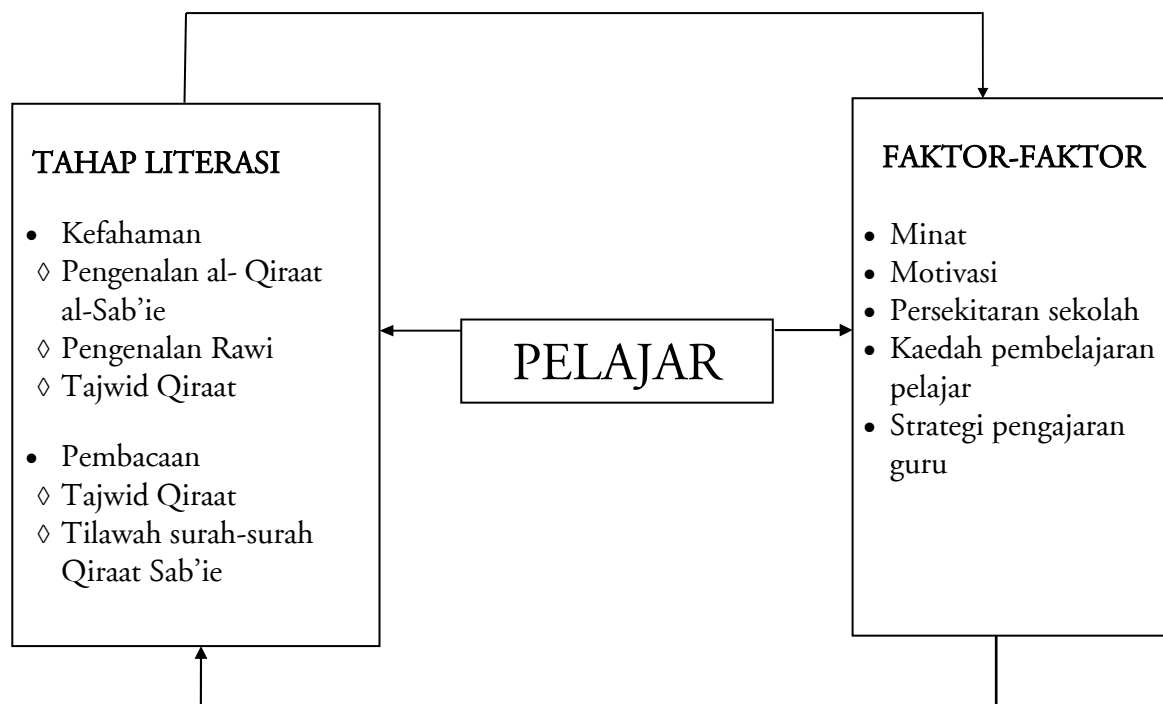 TAHAP LITERASI
• Kefahaman
◊ Pengenalan al- Qiraat
al-Sab’ie
◊ Pengenalan Rawi
◊ Tajwid Qiraat
• Pembacaan
◊ Tajwid Qiraat
◊ Tilawah surah-surah
Qiraat Sab’ie
PELAJAR
FAKTOR-FAKTOR
• Minat
• Motivasi
• Persekitaran sekolah
• Kaedah pembelajaran
pelajar
• Strategi pengajaran
guru